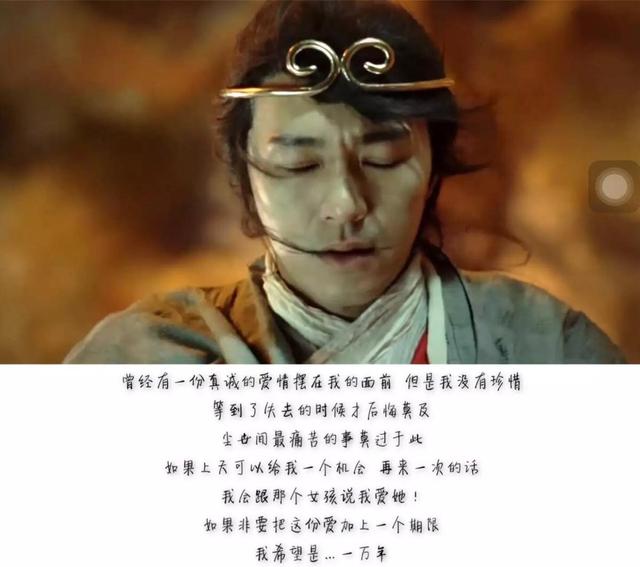 曾经有一份真诚的爱情摆在我的面前 但是我没有珍惜
等到了失去的时候才后悔莫及
尘世间最痛苦的事莫过于此
如果上天可以给我一个机会 再来一次的话
我会跟那个女孩说我爱她！
如果非要把这份爱加上一个期限
我希望是...一万年